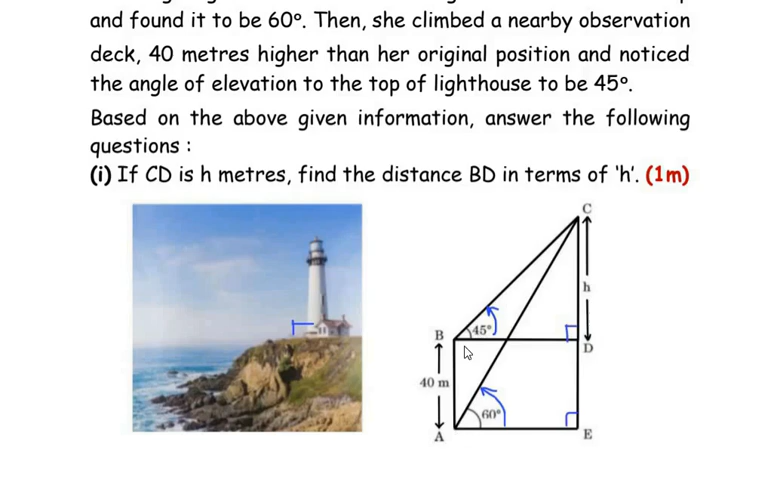 and found it to be 60°. Then, she climbed a nearby observation
deck, 40 metres higher than her original position and noticed
the angle of elevation to the top of lighthouse to be 45°.
Based on the above given information, answer the following
questions :
(i) If CD is h metres, find the distance BD in terms of 'h'. (1m)
C
h
B
45°
D
40 m
60°
A
E